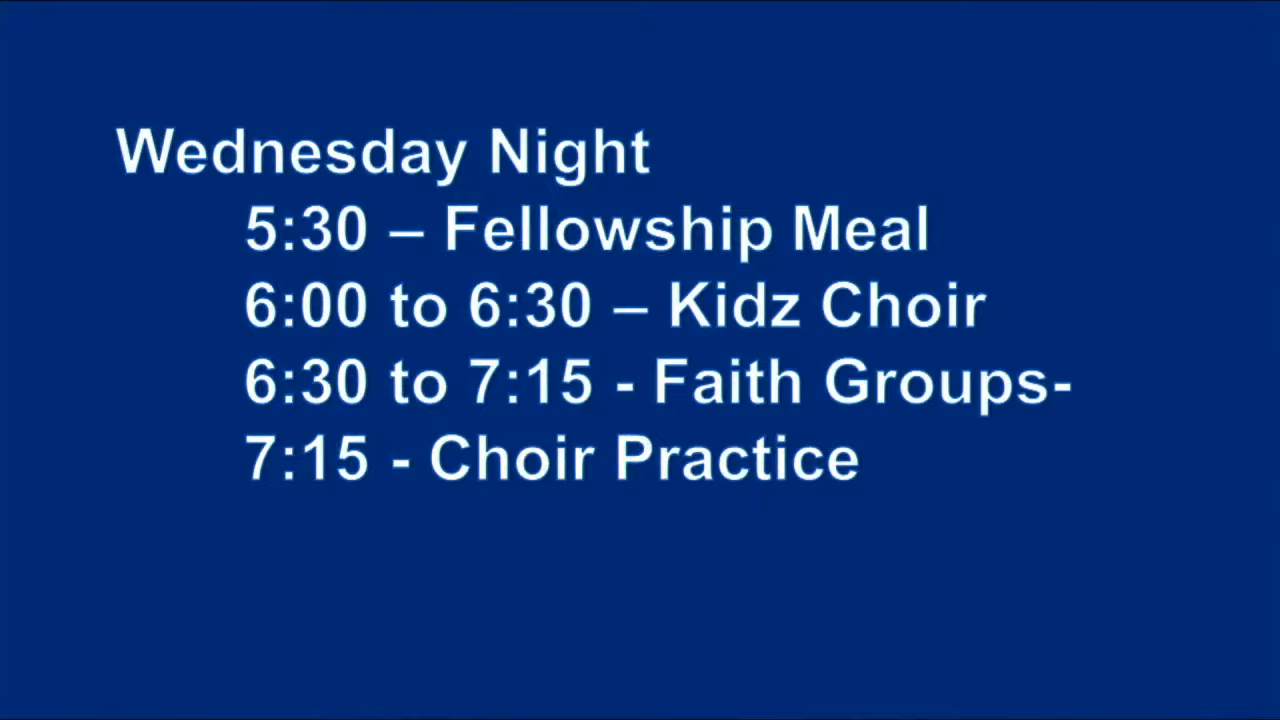 Wednesday Night
5:30 – Fellowship Meal
6:00 to 6:30 – Kidz Choir
6:30 to 7:15 - Faith Groups-
7:15 - Choir Practice